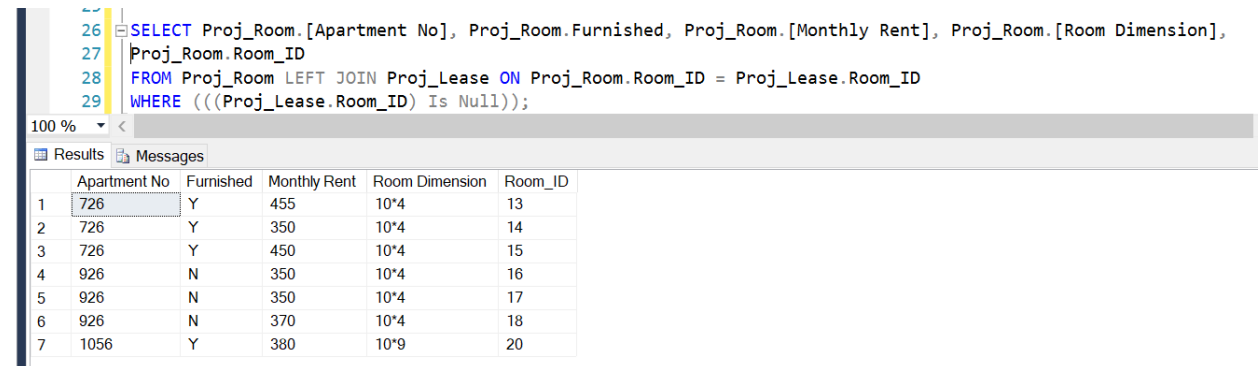 26 SELECT Proj_Room.[Apartment No], Proj_Room.Furnished, Proj_Room.[Monthly Rent], Proj_Room.[Room Dimension],
27 Proj_Room.Room_ID
28 FROM Proj_Room LEFT JOIN Proj_Lease ON Proj_Room.Room_ID = Proj_Lease.Room_ID
29 WHERE (((Proj_Lease.Room_ID) Is Null));
100 %
Results Messages
Apartment No Furnished Monthly Rent Room Dimension Room_ID
1 726 Y 455 10*4 13
2 726 Y 350 10*4 14
3 726 Y 450 10*4 15
4 926 N 350 10*4 16
5 926 N 350 10*4 17
6 926 N 370 10*4 18
7 1056 Y 380 10*9 20